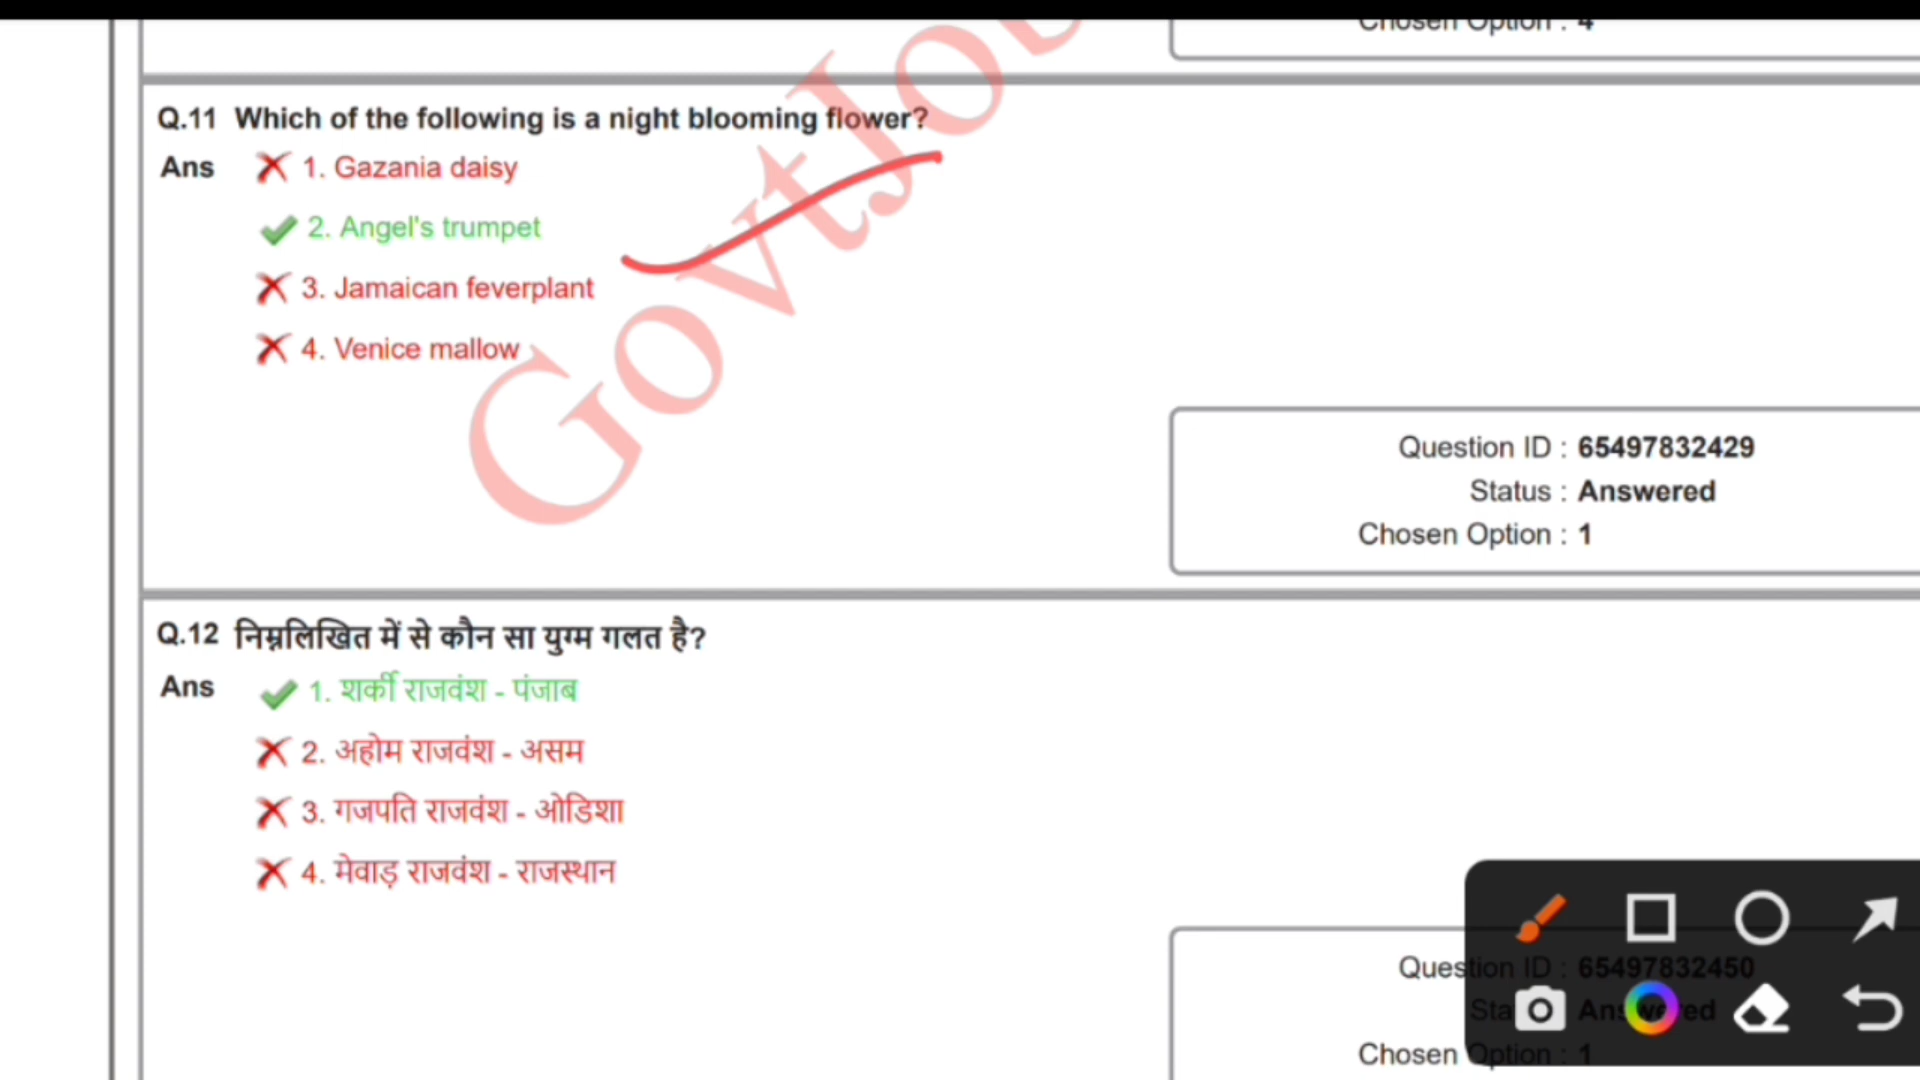 Chosen Option : 4
Q.11 Which of the following is a night blooming flower?
Ans 1. Gazania daisy
2. Angel's trumpet
3. Jamaican feverplant
4. Venice mallow
GovtJo
Question ID : 65497832429
Status : Answered
Chosen Option : 1
Q.12 निम्नलिखित में से कौन सा युग्म गलत है?
Ans 1. शर्की राजवंश - पंजाब
2. अहोम राजवंश - असम
3. गजपति राजवंश - ओडिशा
4. मेवाड़ राजवंश - राजस्थान
Question ID : 65497832450
Sta Answered
Chosen Option : 1